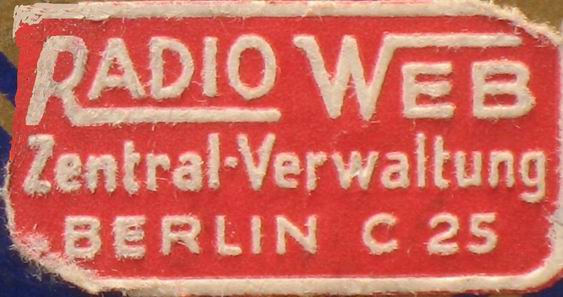 RADIO WEB
Zentral-Verwaltung
BERLIN C 25